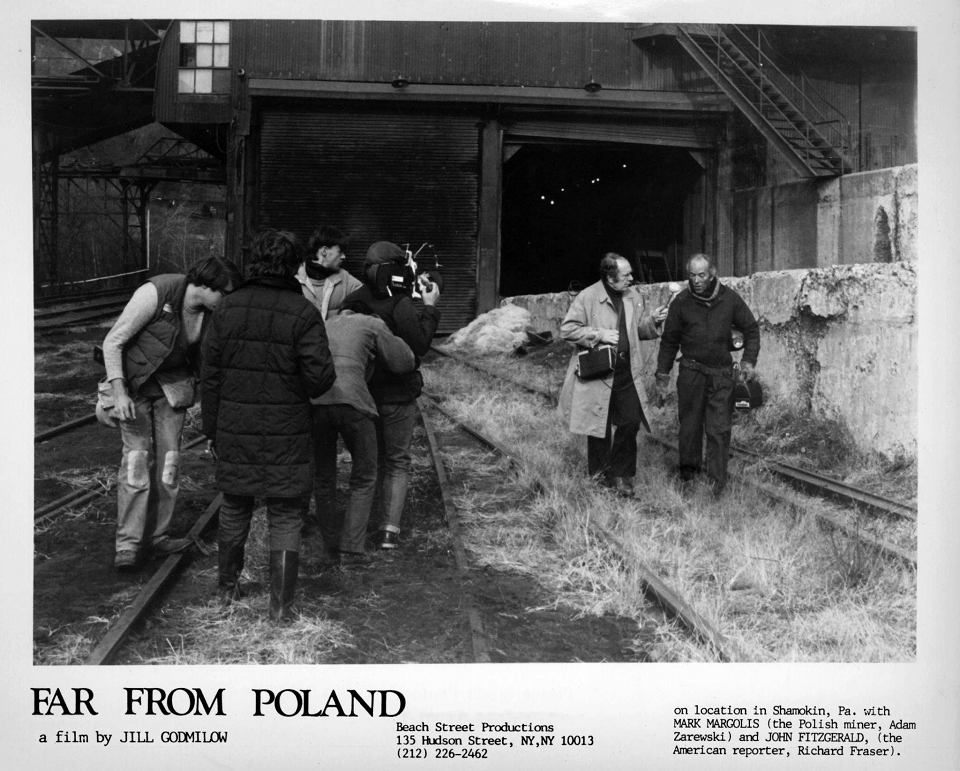 FAR FROM POLAND
a film by JILL GODMILOW
Beach Street Productions
135 Hudson Street, NY,NY 10013
(212) 226-2462
on location in Shamokin, Pa. with
MARK MARGOLIS (the Polish miner, Adam
Zarewski) and JOHN FITZGERALD, (the
American reporter, Richard Fraser).